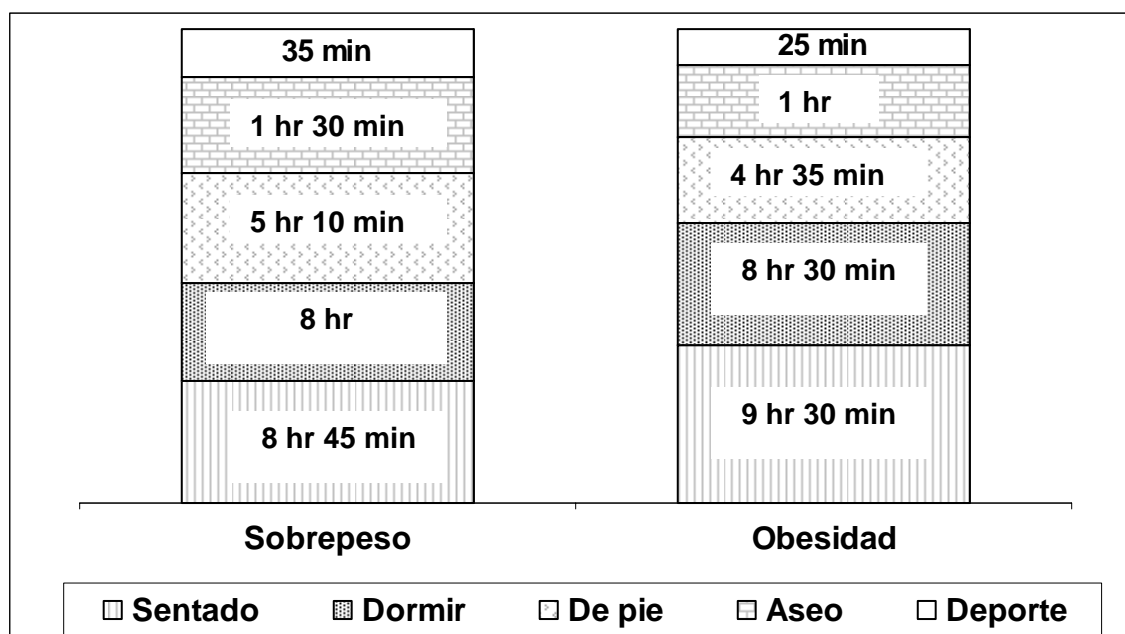 35 min
1 hr 30 min
5 hr 10 min
8 hr
8 hr 45 min
25 min
1 hr
4 hr 35 min
8 hr 30 min
9 hr 30 min
Sobrepeso Obesidad
Sentado Dormir De pie Aseo Deporte